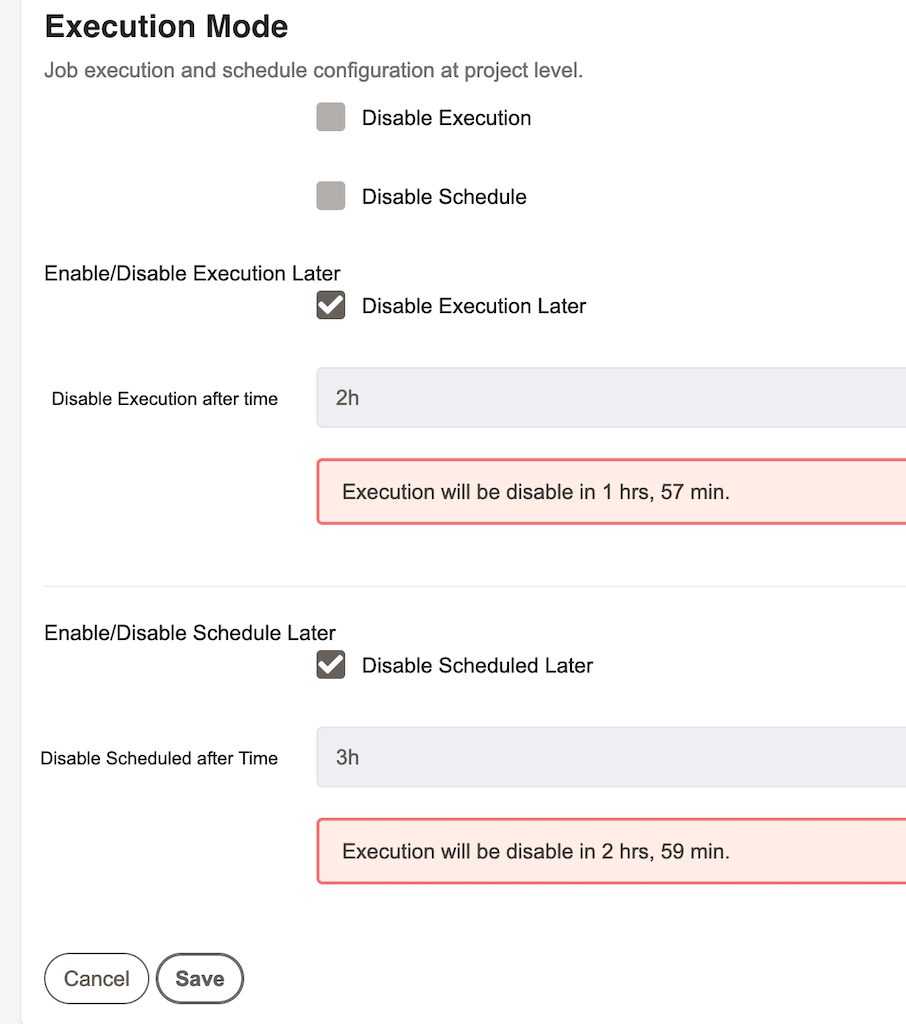 Execution Mode
Job execution and schedule configuration at project level.
Disable Execution
Disable Schedule
Enable/Disable Execution Later
Disable Execution Later
Disable Execution after time
2h
Execution will be disable in 1 hrs, 57 min.
Enable/Disable Schedule Later
Disable Scheduled Later
Disable Scheduled after Time
3h
Execution will be disable in 2 hrs, 59 min.
Cancel
Save